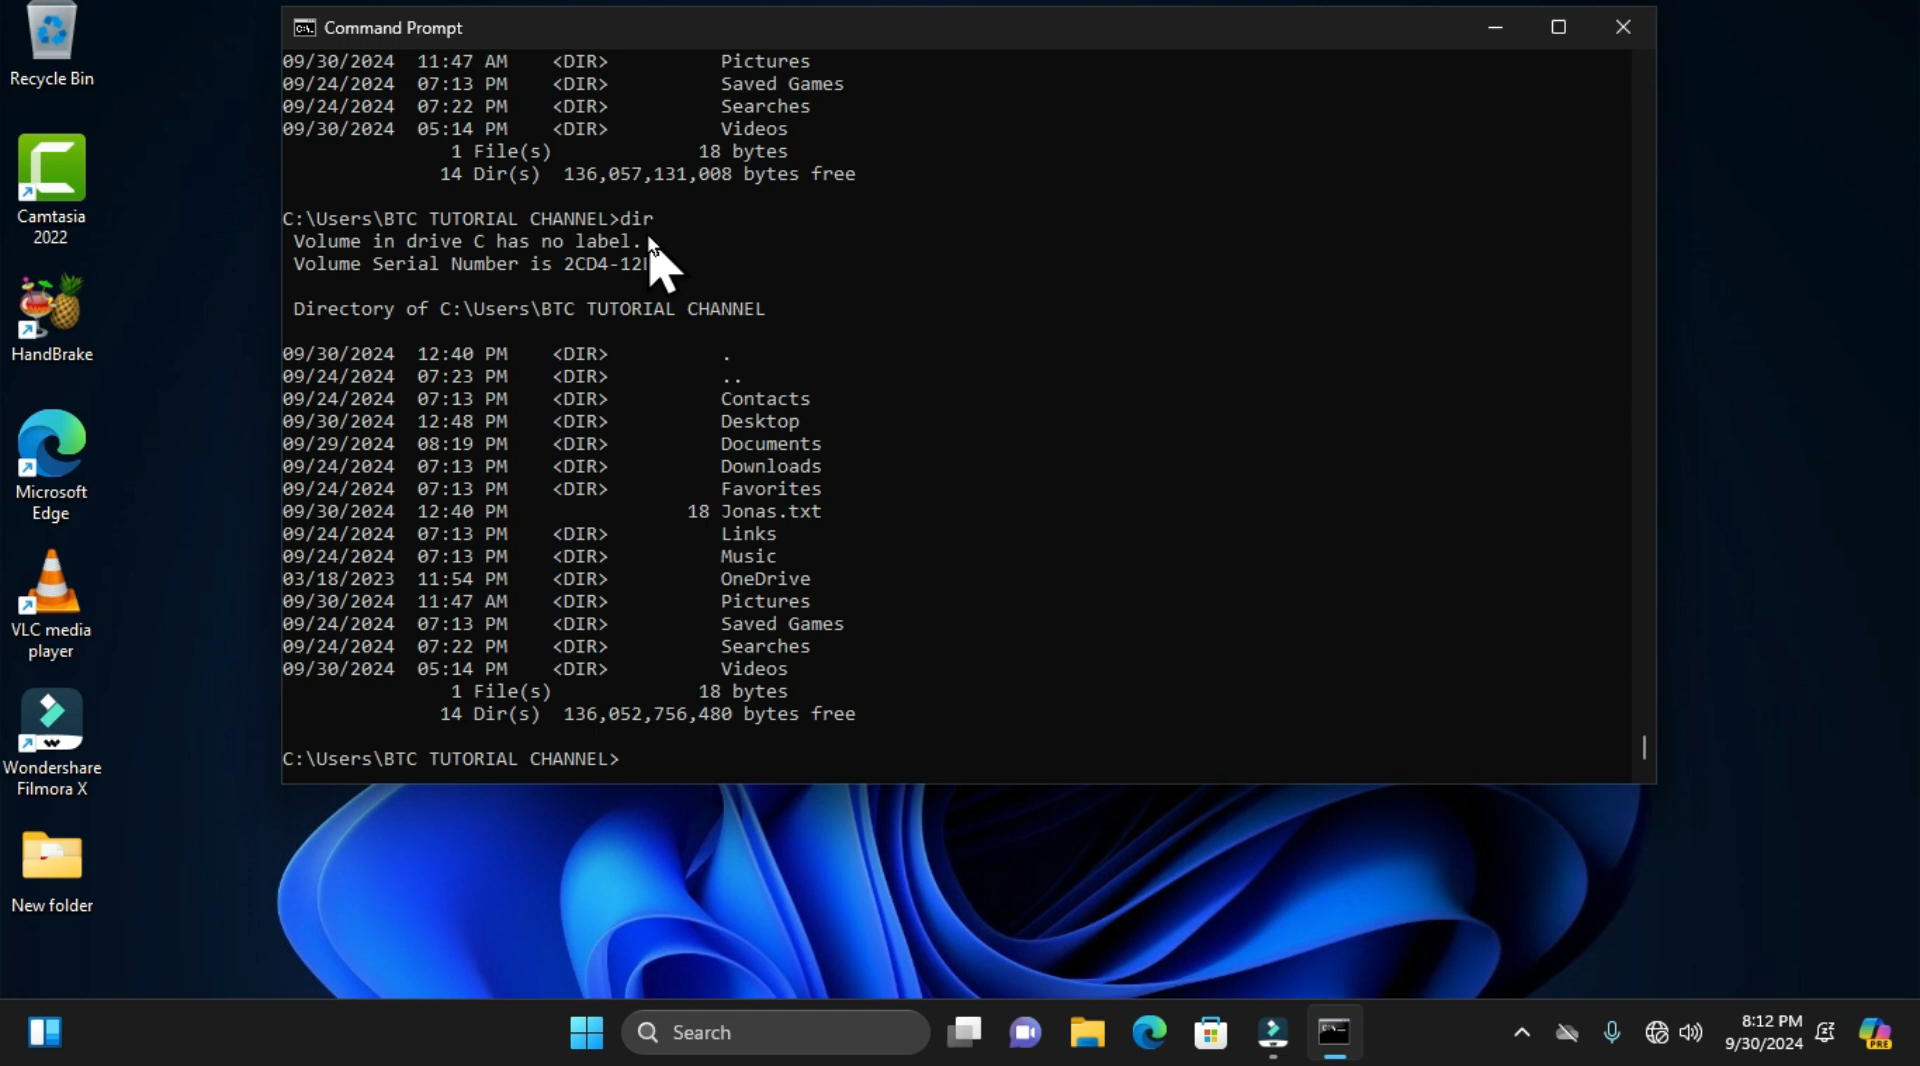 Recycle Bin
Camtasia
2022
HandBrake
Microsoft
Edge
VLC media
player
Wondershare
Filmora X
New folder
Command Prompt
09/30/2024  11:47 AM    <DIR>          Pictures
09/24/2024  07:13 PM    <DIR>          Saved Games
09/24/2024  07:22 PM    <DIR>          Searches
09/30/2024  05:14 PM    <DIR>          Videos
               1 File(s)             18 bytes
              14 Dir(s)  136,057,131,008 bytes free
C:\Users\BTC TUTORIAL CHANNEL>dir
 Volume in drive C has no label.
 Volume Serial Number is
 Directory of C:\Users\BTC TUTORIAL CHANNEL
09/30/2024  12:40 PM    <DIR>          .
09/24/2024  07:23 PM    <DIR>          ..
09/24/2024  07:13 PM    <DIR>          Contacts
09/30/2024  12:48 PM    <DIR>          Desktop
09/29/2024  08:19 PM    <DIR>          Documents
09/24/2024  07:13 PM    <DIR>          Downloads
09/24/2024  07:13 PM    <DIR>          Favorites
09/30/2024  12:40 PM                18 Jonas.txt
09/24/2024  07:13 PM    <DIR>          Links
09/24/2024  07:13 PM    <DIR>          Music
03/18/2023  11:54 PM    <DIR>          OneDrive
09/30/2024  11:47 AM    <DIR>          Pictures
09/24/2024  07:13 PM    <DIR>          Saved Games
09/24/2024  07:22 PM    <DIR>          Searches
09/30/2024  05:14 PM    <DIR>          Videos
               1 File(s)             18 bytes
              14 Dir(s)  136,052,756,480 bytes free
C:\Users\BTC TUTORIAL CHANNEL>
Search
8:12 PM
9/30/2024
PRE